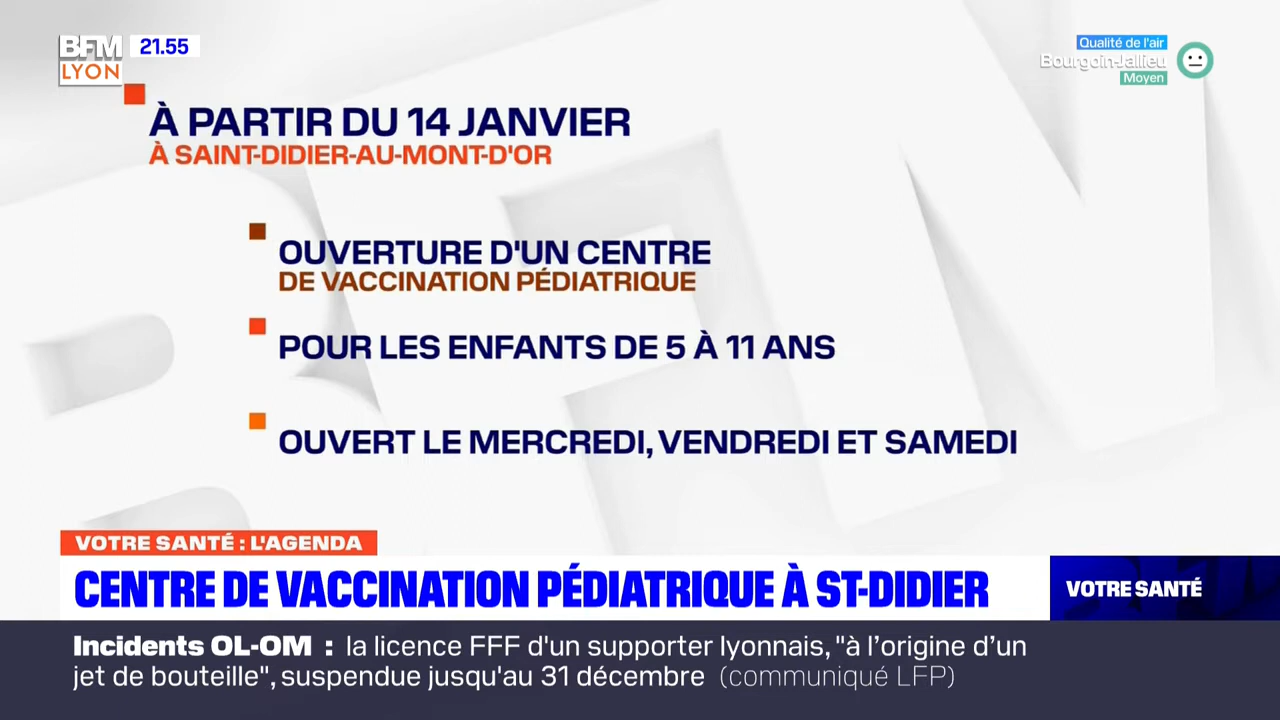 BFM
LYON
21.55
Qualité de l'air
Bourgoin-Jallieu
Moyen
À PARTIR DU 14 JANVIER
À SAINT-DIDIER-AU-MONT-D'OR
OUVERTURE D'UN CENTRE
DE VACCINATION PÉDIATRIQUE
POUR LES ENFANTS DE 5 À 11 ANS
OUVERT LE MERCREDI, VENDREDI ET SAMEDI
VOTRE SANTÉ : L'AGENDA
CENTRE DE VACCINATION PÉDIATRIQUE À ST-DIDIER
VOTRE SANTÉ
Incidents OL-OM : la licence FFF d'un supporter lyonnais, "à l’origine d’un
jet de bouteille", suspendue jusqu'au 31 décembre (communiqué LFP)